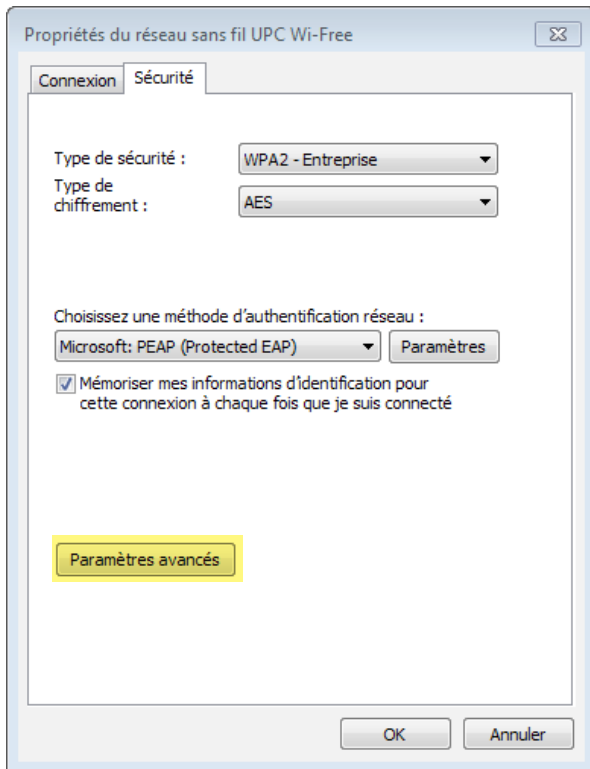 Propriétés du réseau sans fil UPC Wi-Free
Connexion
Sécurité
Type de sécurité :
WPA2 - Entreprise
Type de
chiffrement :
AES
Choisissez une méthode d'authentification réseau :
Microsoft: PEAP (Protected EAP)
Paramètres
Mémoriser mes informations d'identification pour
cette connexion à chaque fois que je suis connecté
Paramètres avancés
OK
Annuler